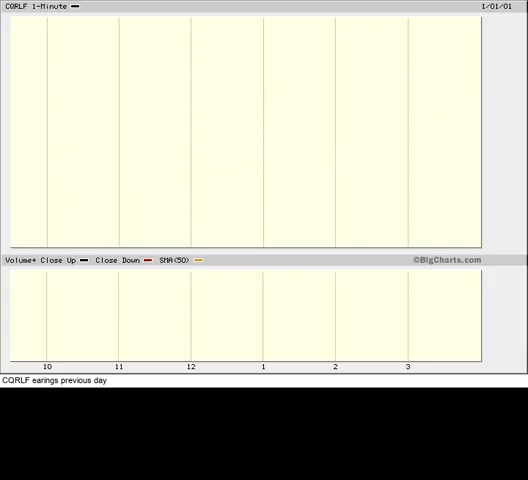 CQRLF 1-Minute 1/01/01
Volume+ Close Up Close Down SMA(50) ©BigCharts.com
10 11 12 1 2 3
CQRLF earings previous day